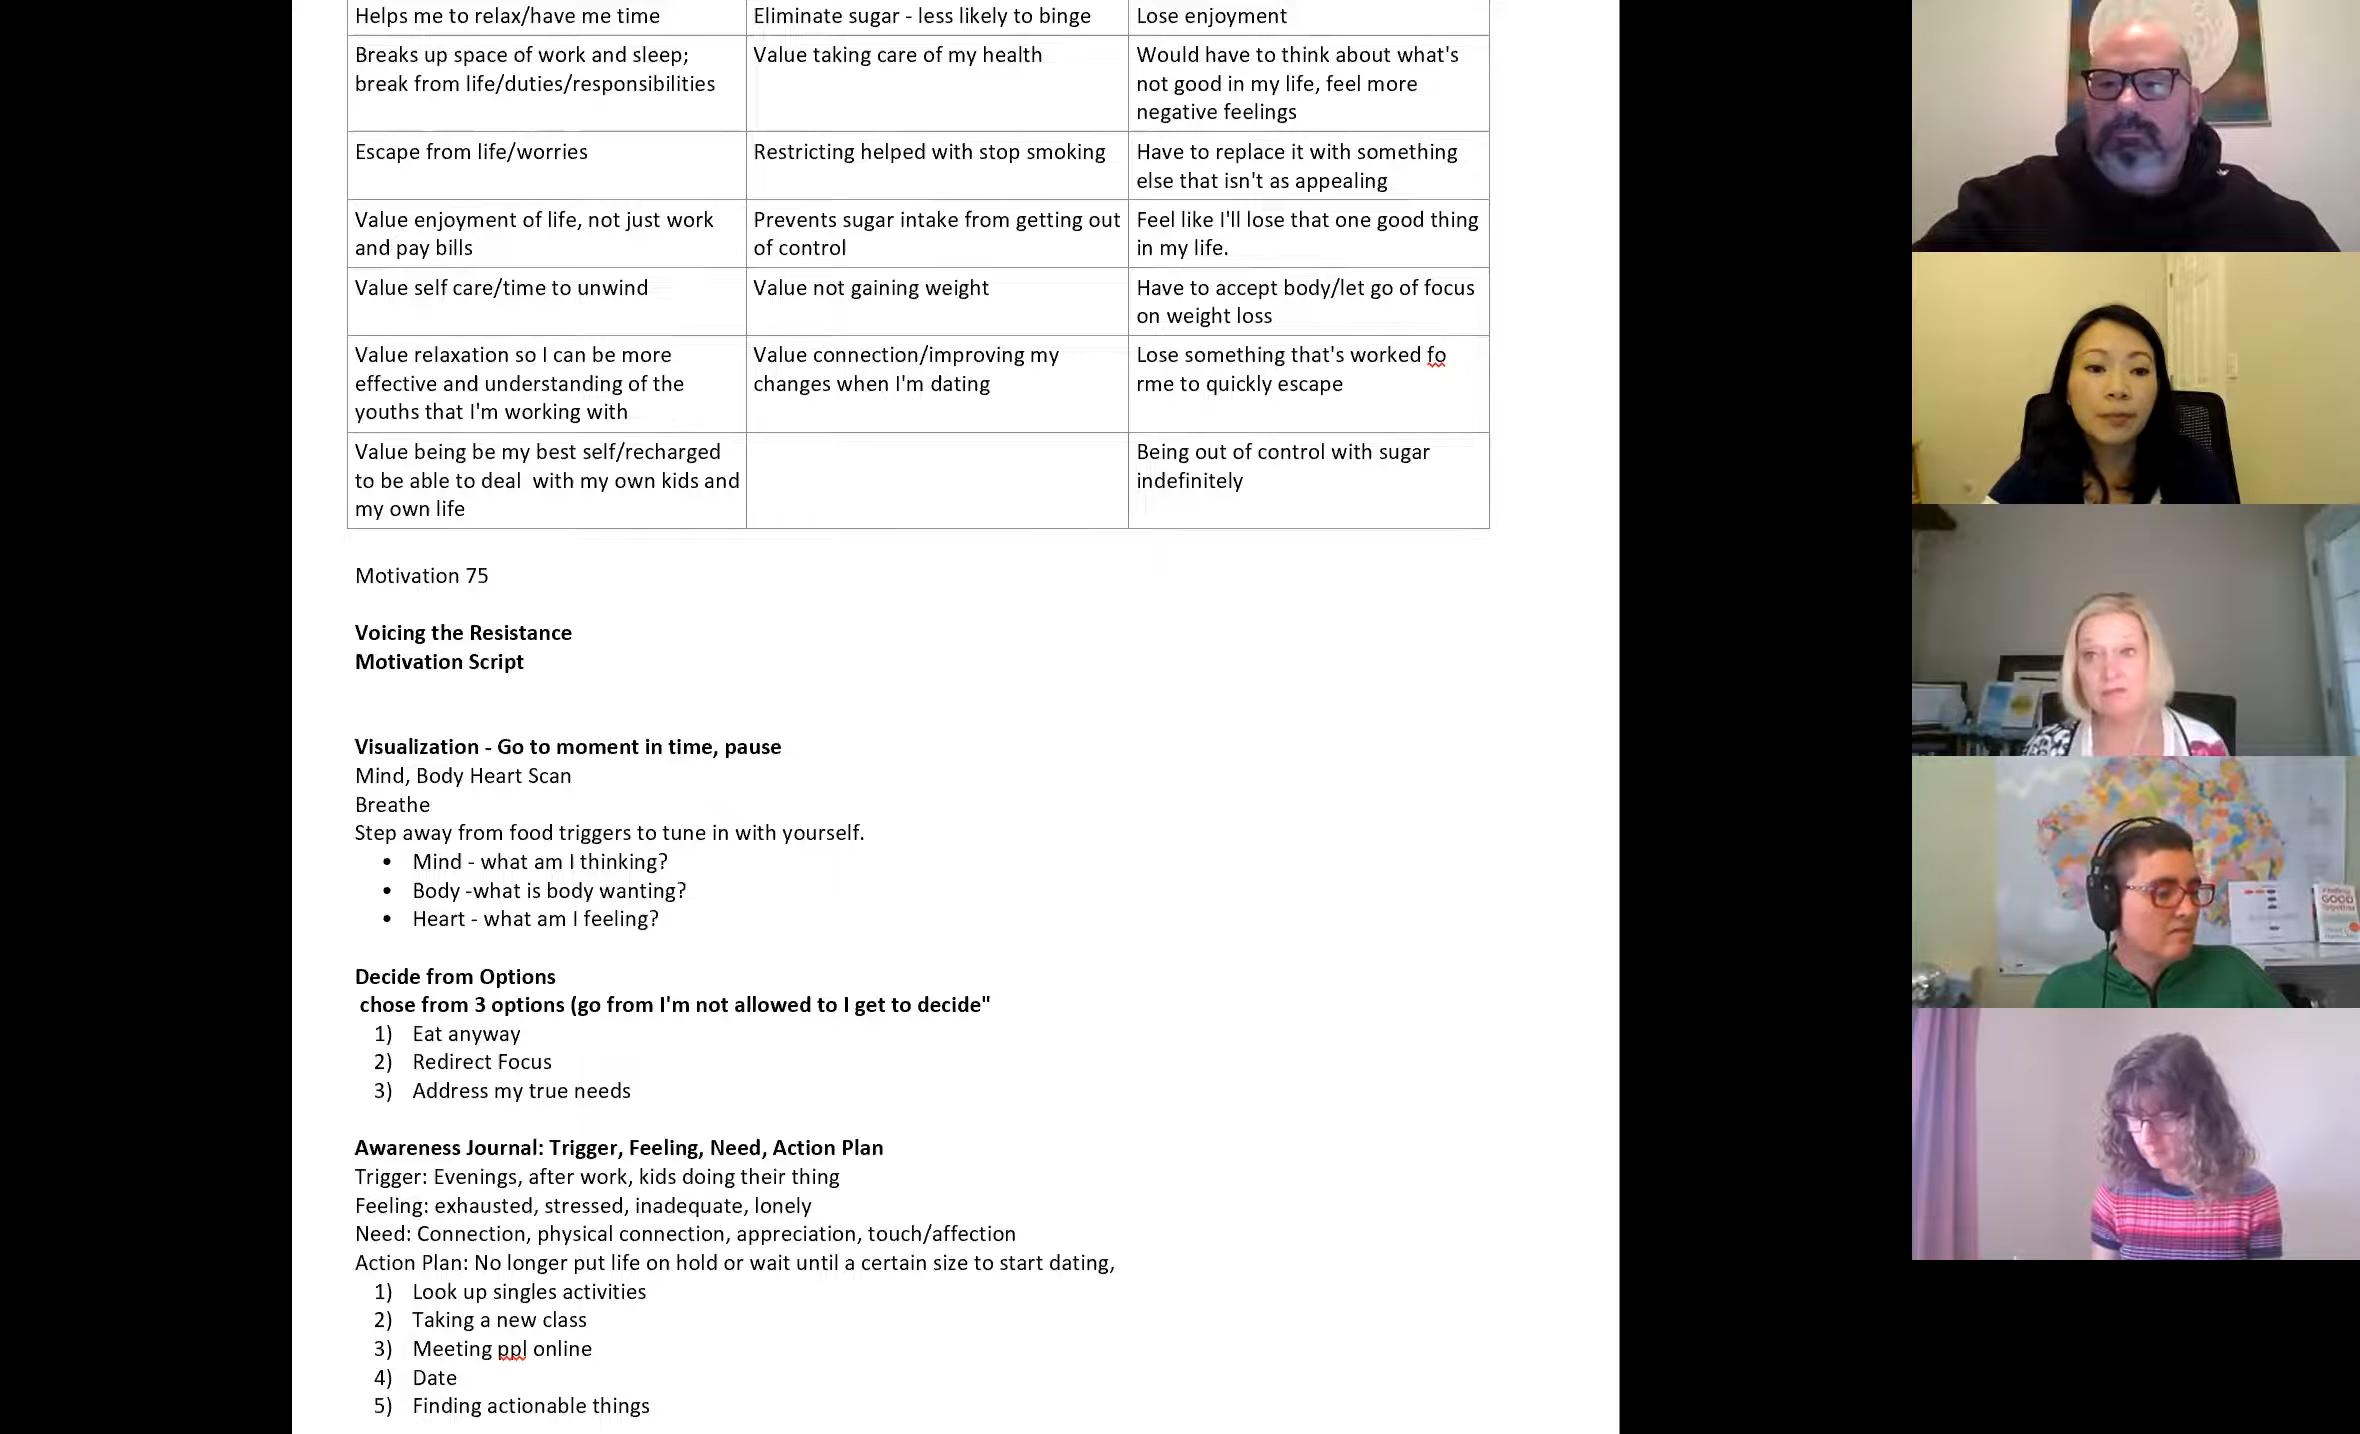 Helps me to relax/have me time
Eliminate sugar - less likely to binge
Lose enjoyment
Breaks up space of work and sleep;
break from life/duties/responsibilities
Value taking care of my health
Would have to think about what's
not good in my life, feel more
negative feelings
Escape from life/worries
Restricting helped with stop smoking
Have to replace it with something
else that isn't as appealing
Value enjoyment of life, not just work
and pay bills
Prevents sugar intake from getting out
of control
Feel like I'll lose that one good thing
in my life.
Value self care/time to unwind
Value not gaining weight
Have to accept body/let go of focus
on weight loss
Value relaxation so I can be more
effective and understanding of the
youths that I'm working with
Value connection/improving my
changes when I'm dating
Lose something that's worked fo
rme to quickly escape
Value being be my best self/recharged
to be able to deal  with my own kids and
my own life
Being out of control with sugar
indefinitely
Motivation 75
Voicing the Resistance
Motivation Script
Visualization - Go to moment in time, pause
Mind, Body Heart Scan
Breathe
Step away from food triggers to tune in with yourself.
• Mind - what am I thinking?
• Body -what is body wanting?
• Heart - what am I feeling?
Decide from Options
chose from 3 options (go from I'm not allowed to I get to decide"
1) Eat anyway
2) Redirect Focus
3) Address my true needs
Awareness Journal: Trigger, Feeling, Need, Action Plan
Trigger: Evenings, after work, kids doing their thing
Feeling: exhausted, stressed, inadequate, lonely
Need: Connection, physical connection, appreciation, touch/affection
Action Plan: No longer put life on hold or wait until a certain size to start dating,
1) Look up singles activities
2) Taking a new class
3) Meeting ppl online
4) Date
5) Finding actionable things
GOOD